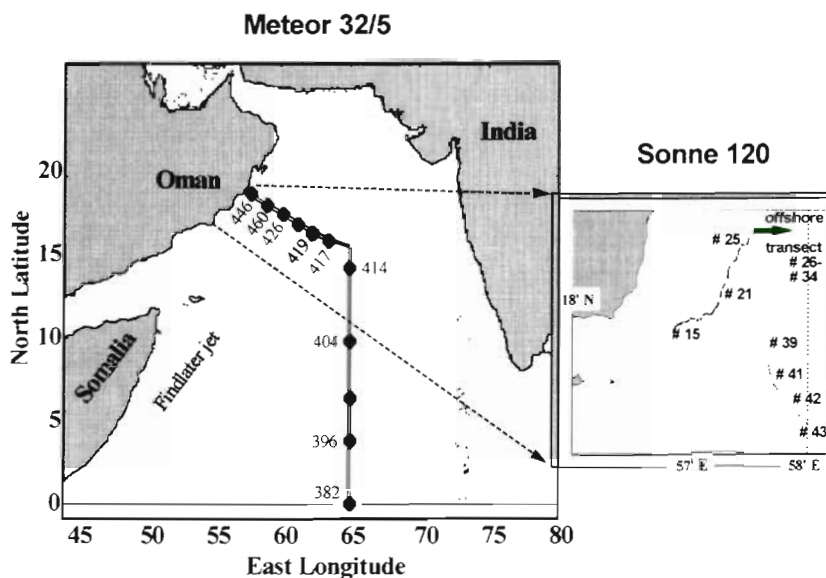 Meteor 32/5
India
Oman
Somalia
Findlater jet
446
460
426
419
417
414
404
396
382
North Latitude
20
15
10
5
0
45
50
55
60
65
70
75
80
East Longitude
Sonne 120
offshore
transect
# 25
# 26-
# 34
# 21
18' N
# 15
# 39
# 41
# 42
# 43
57' E
58' E